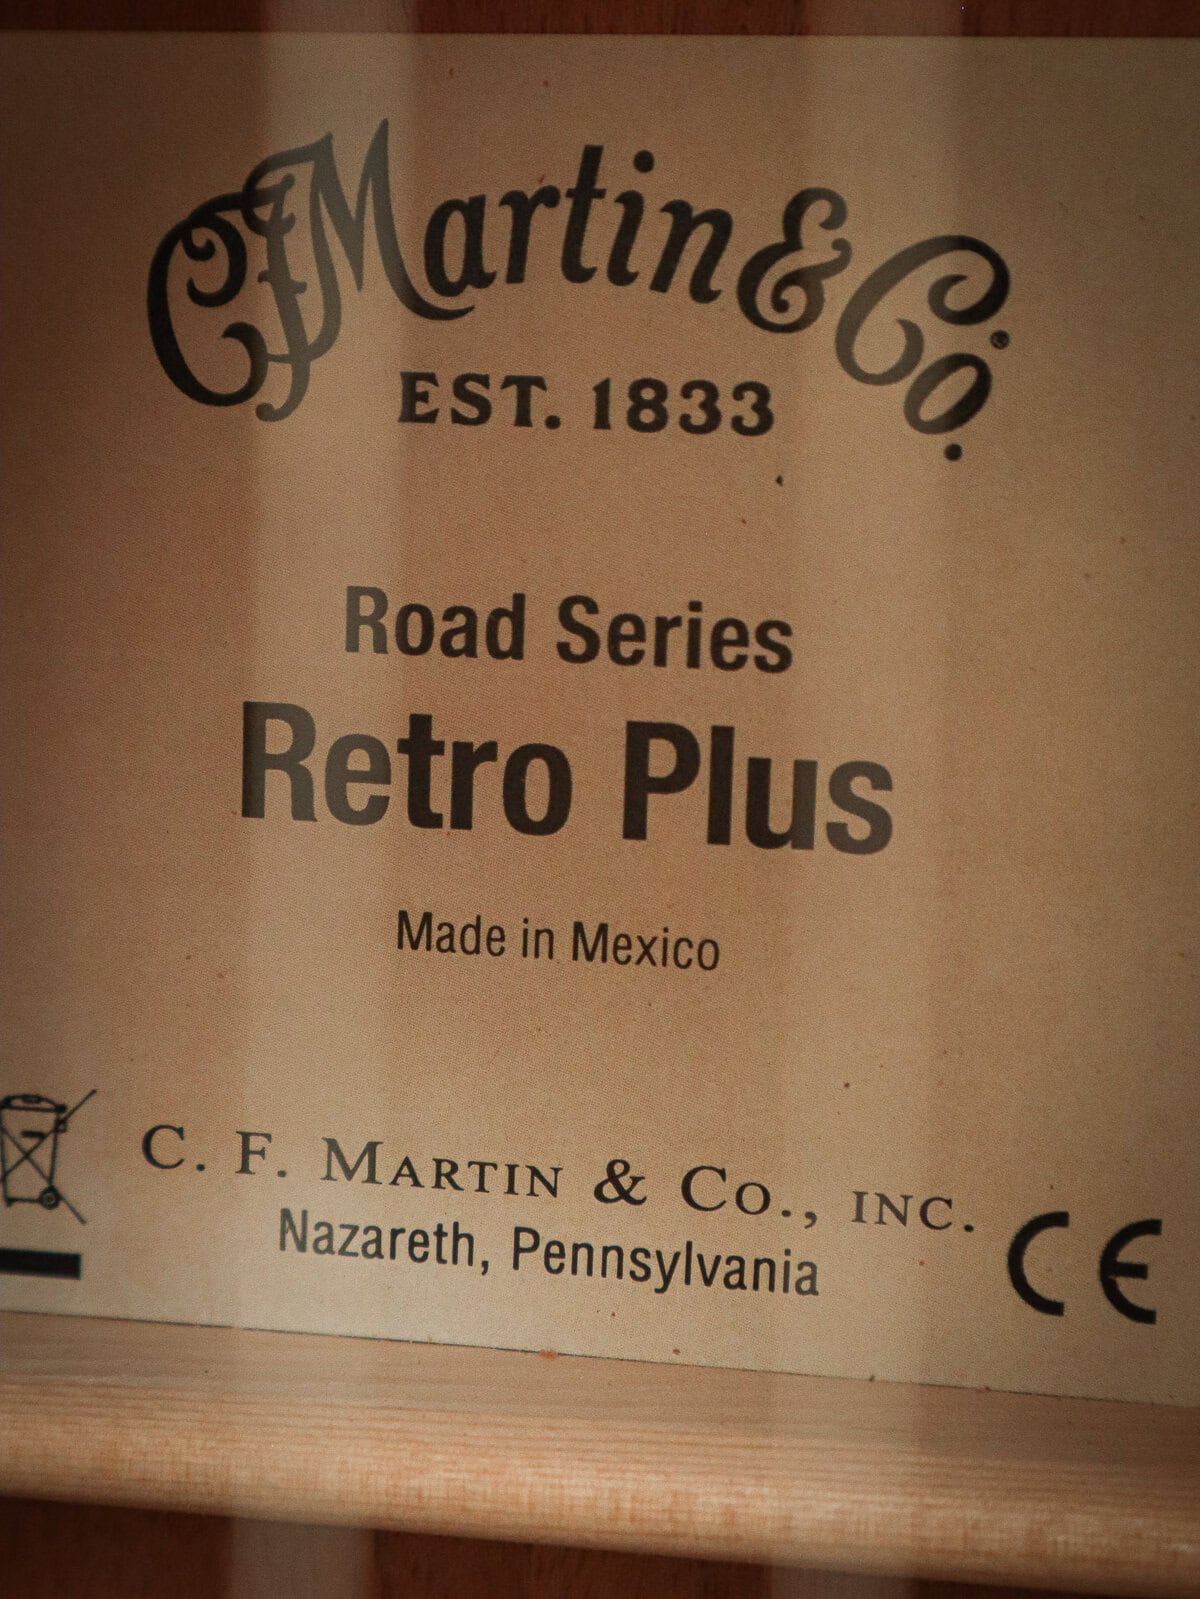 CFMartin & Co.
EST. 1833
Road Series
Retro Plus
Made in Mexico
C. F. MARTIN & CO., INC.
Nazareth, Pennsylvania
CE